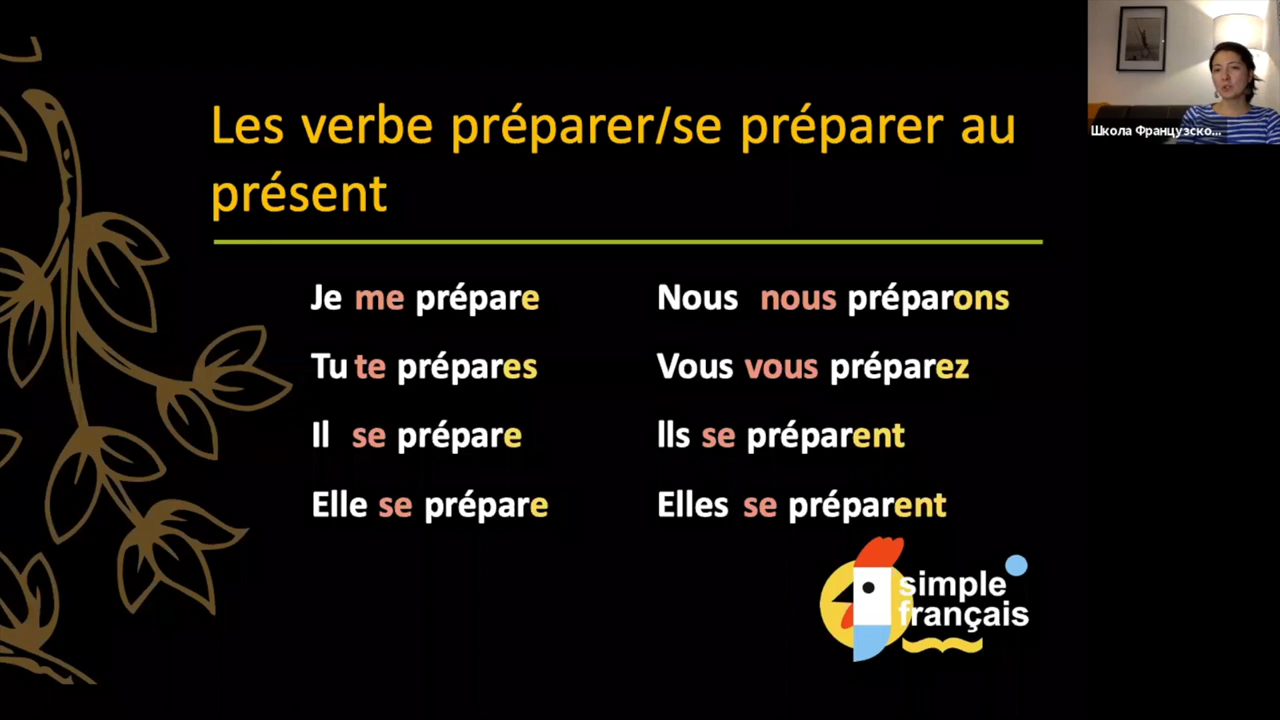 Les verbe préparer/se préparer au
présent
Je me prépare
Tu te prépares
Il se prépare
Elle se prépare
Nous nous préparons
Vous vous préparez
Ils se préparent
Elles se préparent
simple
français
Школа Французско...